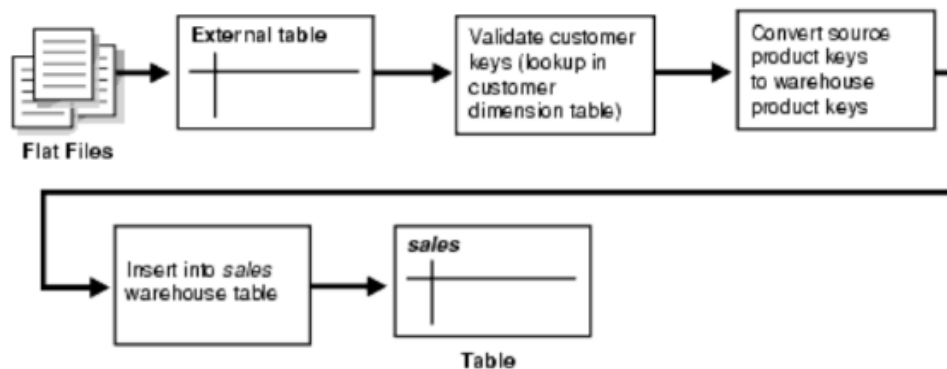 External table
Validate customer
keys (lookup in
customer
dimension table)
Convert source
product keys
to warehouse
product keys
Flat Files
Insert into sales
warehouse table
sales
Table